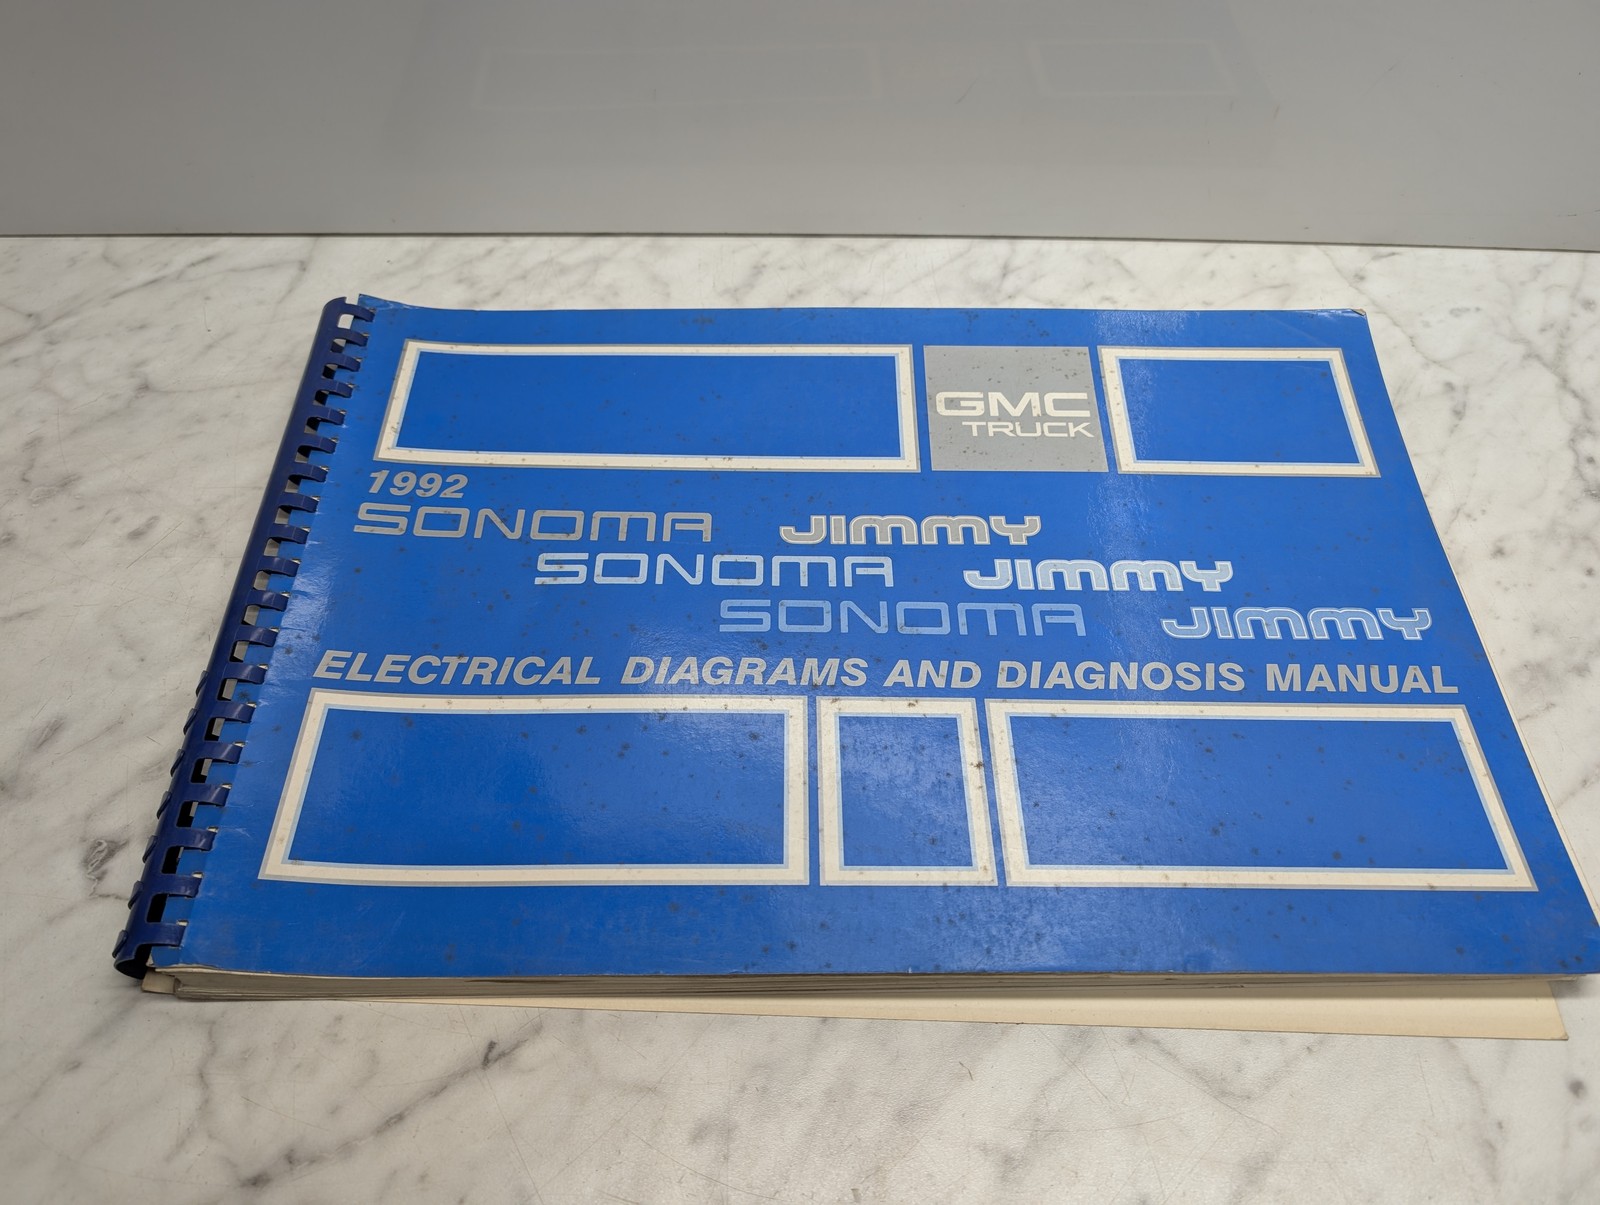 GMC
TRUCK
1992
SONOMA JIMMY
SONOMA JIMMY
SONOMA JIMMY
ELECTRICAL DIAGRAMS AND DIAGNOSIS MANUAL